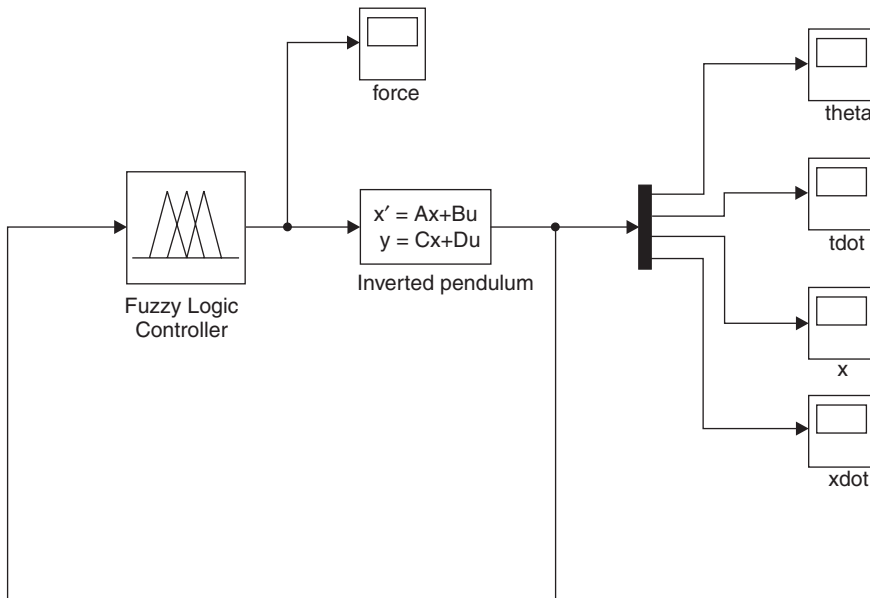 force
theta
x′ = Ax+Bu
y = Cx+Du
tdot
Inverted pendulum
Fuzzy Logic
Controller
x
xdot